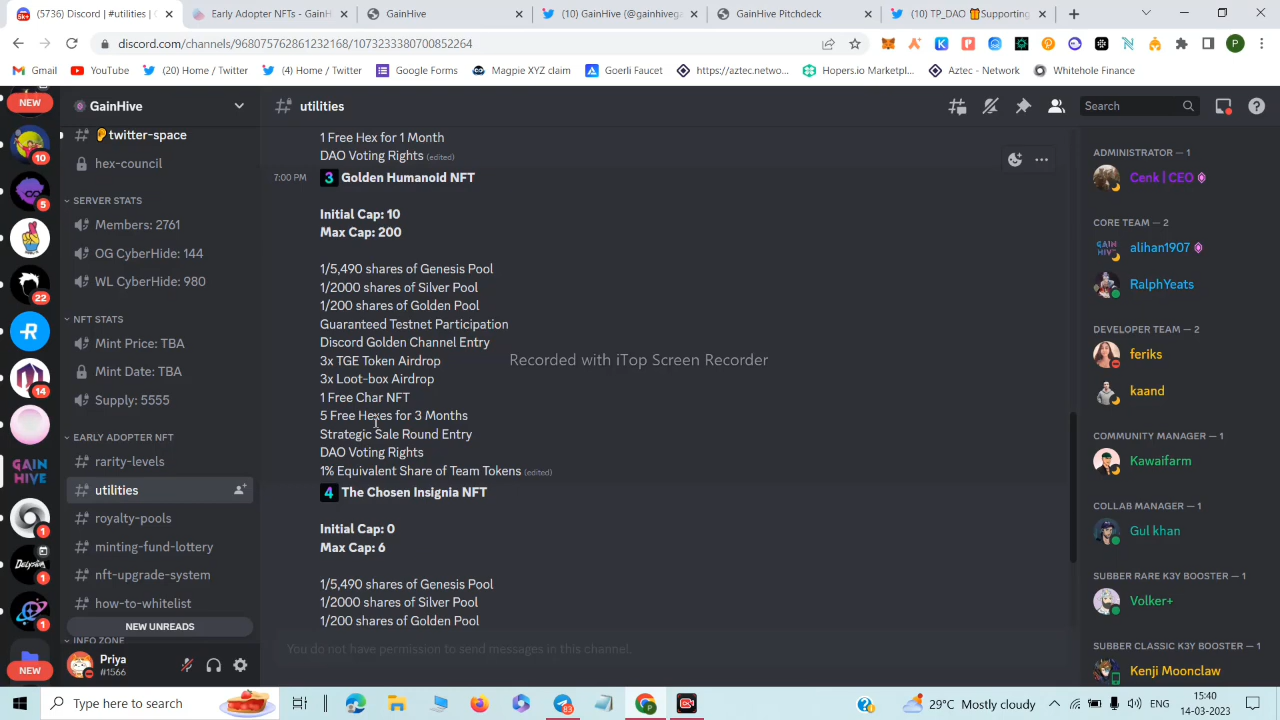 (5736) Discord | #utilities | C
Early Adopter NFTs - GainH
GainHive
(10) GainHive (@gainhivega
GainHive Pitchdeck
(10) TP_DAO 🎁Supporting
discord.com/channels/968077628611321816/1073233180700852264
Gmail
YouTube
(20) Home / Twitter
(4) Home / Twitter
Google Forms
Magpie XYZ claim
Goerli Faucet
https://aztec.netwo...
Hopers.io Marketpl...
Aztec - Network
Whitehole Finance
NEW
10
5
22
14
GAIN HIVE
1
1
1
NEW
GainHive
👂twitter-space
hex-council
SERVER STATS
Members: 2761
OG CyberHide: 144
WL CyberHide: 980
NFT STATS
Mint Price: TBA
Mint Date: TBA
Supply: 5555
EARLY ADOPTER NFT
rarity-levels
utilities
royalty-pools
minting-fund-lottery
nft-upgrade-system
how-to-whitelist
NEW UNREADS
INFO ZONE
Priya
#1566
utilities
Search
1 Free Hex for 1 Month
DAO Voting Rights (edited)
7:00 PM 3 Golden Humanoid NFT
Initial Cap: 10
Max Cap: 200
1/5,490 shares of Genesis Pool
1/2000 shares of Silver Pool
1/200 shares of Golden Pool
Guaranteed Testnet Participation
Discord Golden Channel Entry
3x TGE Token Airdrop
3x Loot-box Airdrop
1 Free Char NFT
5 Free Hexes for 3 Months
Strategic Sale Round Entry
DAO Voting Rights
1% Equivalent Share of Team Tokens (edited)
4 The Chosen Insignia NFT
Initial Cap: 0
Max Cap: 6
1/5,490 shares of Genesis Pool
1/2000 shares of Silver Pool
1/200 shares of Golden Pool
You do not have permission to send messages in this channel.
Recorded with iTop Screen Recorder
ADMINISTRATOR — 1
Cenk | CEO
CORE TEAM — 2
alihan1907
RalphYeats
DEVELOPER TEAM — 2
feriks
kaand
COMMUNITY MANAGER — 1
Kawaifarm
COLLAB MANAGER — 1
Gul khan
SUBBER RARE K3Y BOOSTER — 1
Volker+
SUBBER CLASSIC K3Y BOOSTER — 1
Kenji Moonclaw
Type here to search
83
29°C Mostly cloudy
ENG
15:40
14-03-2023